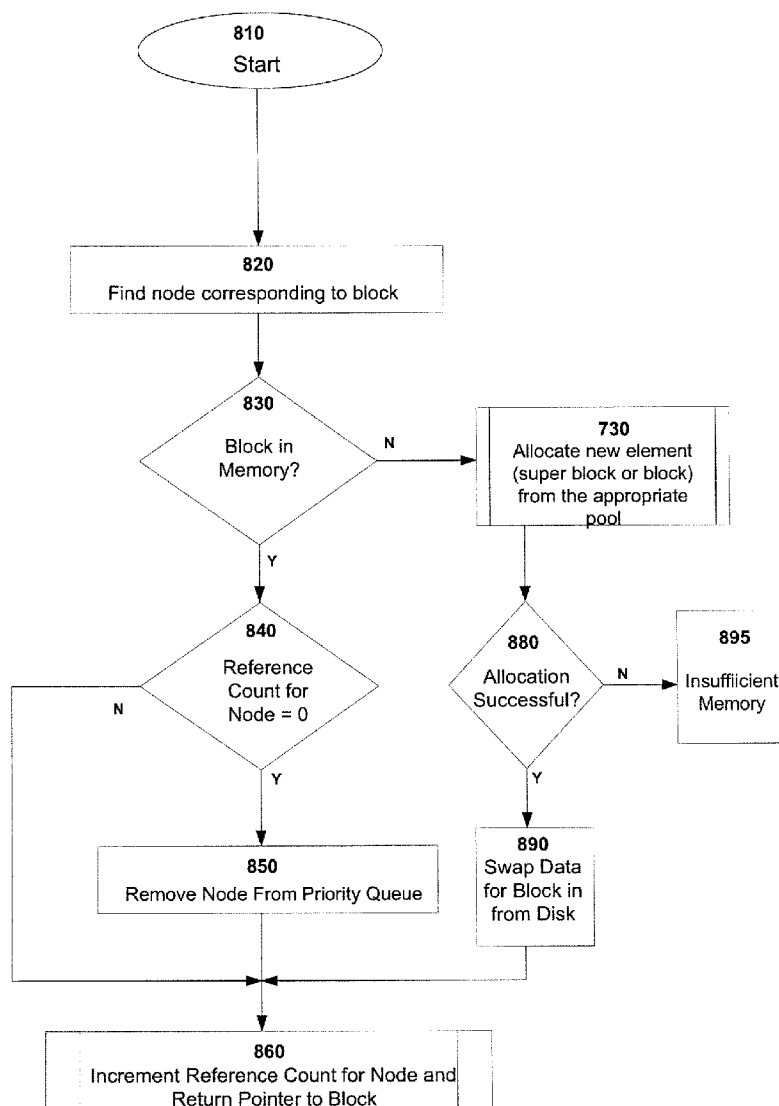 810
Start
820
Find node corresponding to block
830
Block in
Memory?
N
Y
730
Allocate new element
(super block or block)
from the appropriate
pool
840
Reference
Count for
Node = 0
N
Y
880
Allocation
Successful?
N
Y
895
Insufficient
Memory
850
Remove Node From Priority Queue
890
Swap Data
for Block in
from Disk
860
Increment Reference Count for Node and
Return Pointer to Block